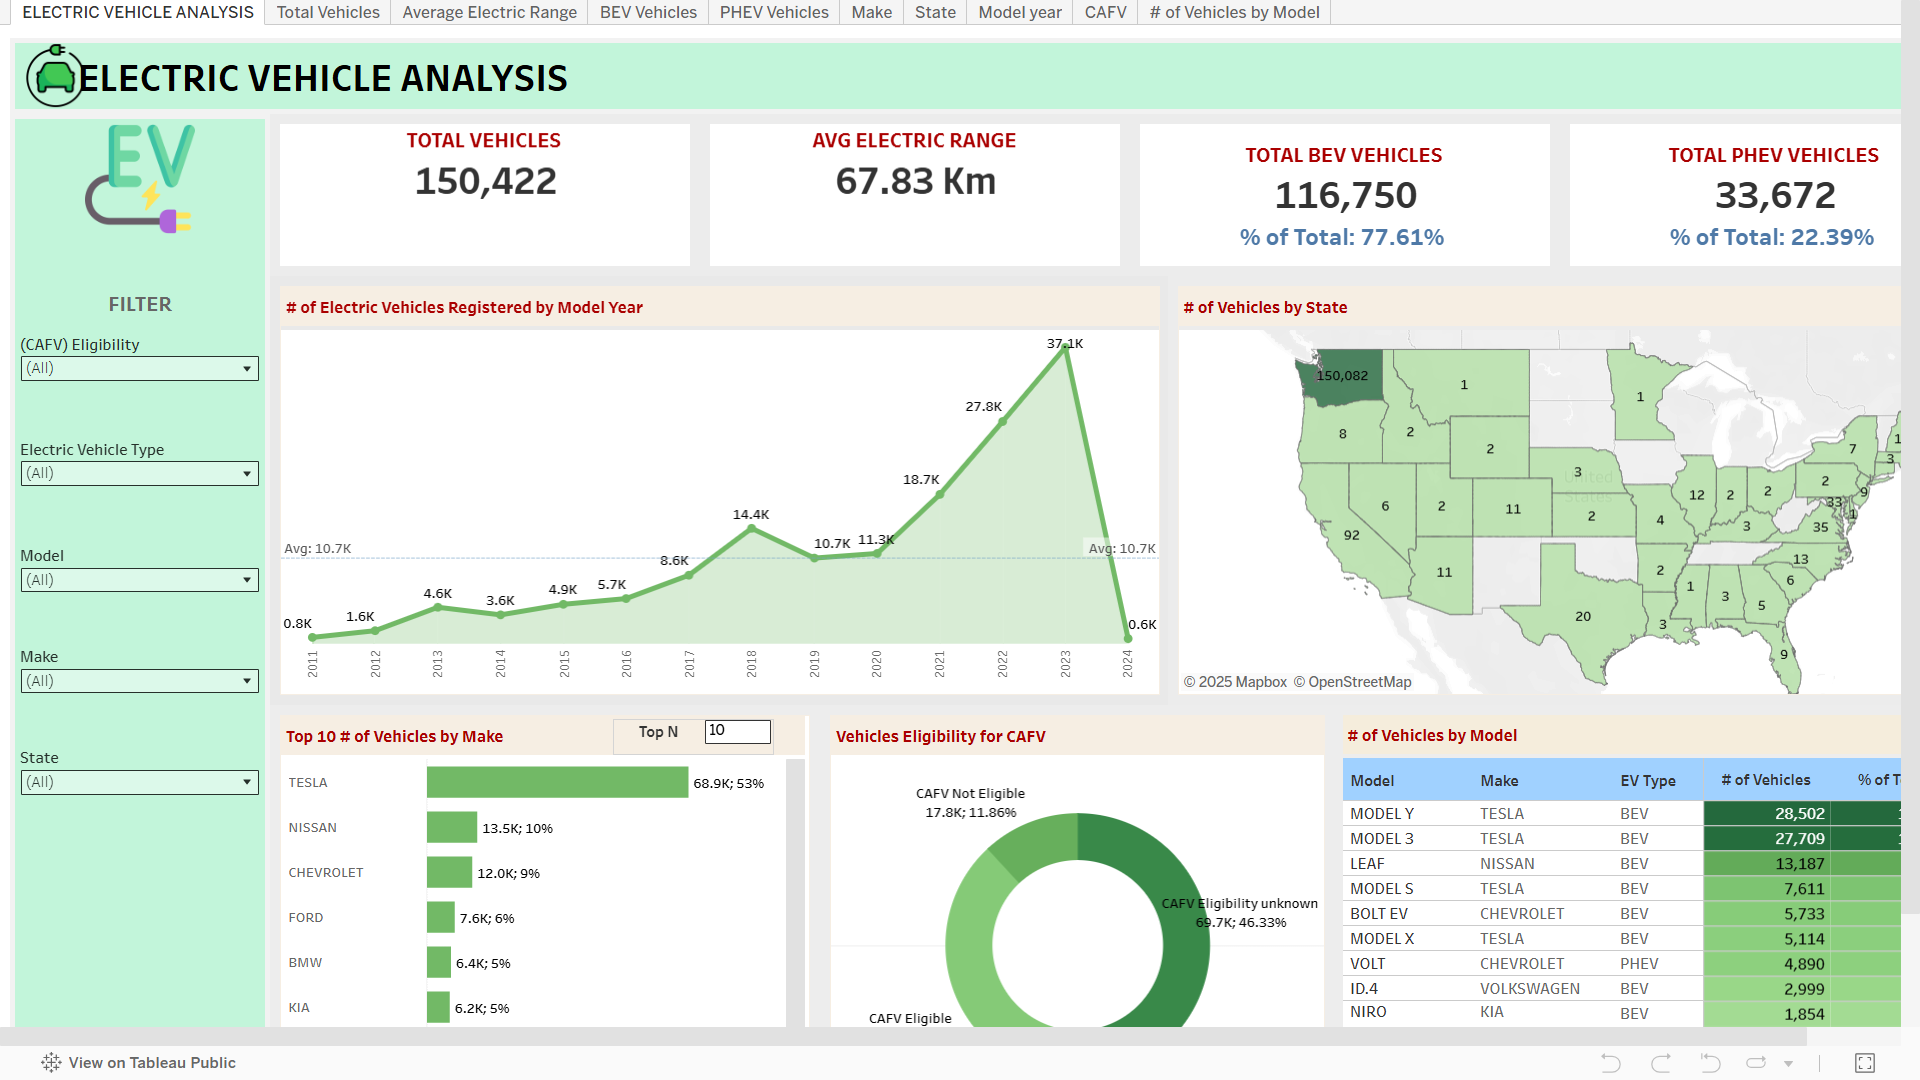 ELECTRIC VEHICLE ANALYSIS Total Vehicles Average Electric Range BEV Vehicles PHEV Vehicles Make State Model year CAFV # of Vehicles by Model
ELECTRIC VEHICLE ANALYSIS
EV
FILTER
(CAFV) Eligibility
(All)
Electric Vehicle Type
(All)
Model
(All)
Make
(All)
State
(All)
TOTAL VEHICLES
150,422
AVG ELECTRIC RANGE
67.83 Km
TOTAL BEV VEHICLES
116,750
% of Total: 77.61%
TOTAL PHEV VEHICLES
33,672
% of Total: 22.39%
# of Electric Vehicles Registered by Model Year
37.1K
27.8K
18.7K
14.4K
10.7K 11.3K
Avg: 10.7K Avg: 10.7K
8.6K
5.7K
4.9K
4.6K
3.6K
1.6K
0.8K 0.6K
2011 2012 2013 2014 2015 2016 2017 2018 2019 2020 2021 2022 2023 2024
# of Vehicles by State
150,082
1
1
8
2
2
7
1
3
3
United
States
2
9
12
2
2
33
6
2
11
2
4
3
35
1
92
13
11
2
6
1
3
5
20
3
9
© 2025 Mapbox © OpenStreetMap
Top 10 # of Vehicles by Make
Top N 10
TESLA 68.9K; 53%
NISSAN 13.5K; 10%
CHEVROLET 12.0K; 9%
FORD 7.6K; 6%
BMW 6.4K; 5%
KIA 6.2K; 5%
Vehicles Eligibility for CAFV
CAFV Not Eligible
17.8K; 11.86%
CAFV Eligibility unknown
69.7K; 46.33%
CAFV Eligible
# of Vehicles by Model
Model Make EV Type # of Vehicles % of T
MODEL Y TESLA BEV 28,502
MODEL 3 TESLA BEV 27,709
LEAF NISSAN BEV 13,187
MODEL S TESLA BEV 7,611
BOLT EV CHEVROLET BEV 5,733
MODEL X TESLA BEV 5,114
VOLT CHEVROLET PHEV 4,890
ID.4 VOLKSWAGEN BEV 2,999
NIRO KIA BEV 1,854
View on Tableau Public